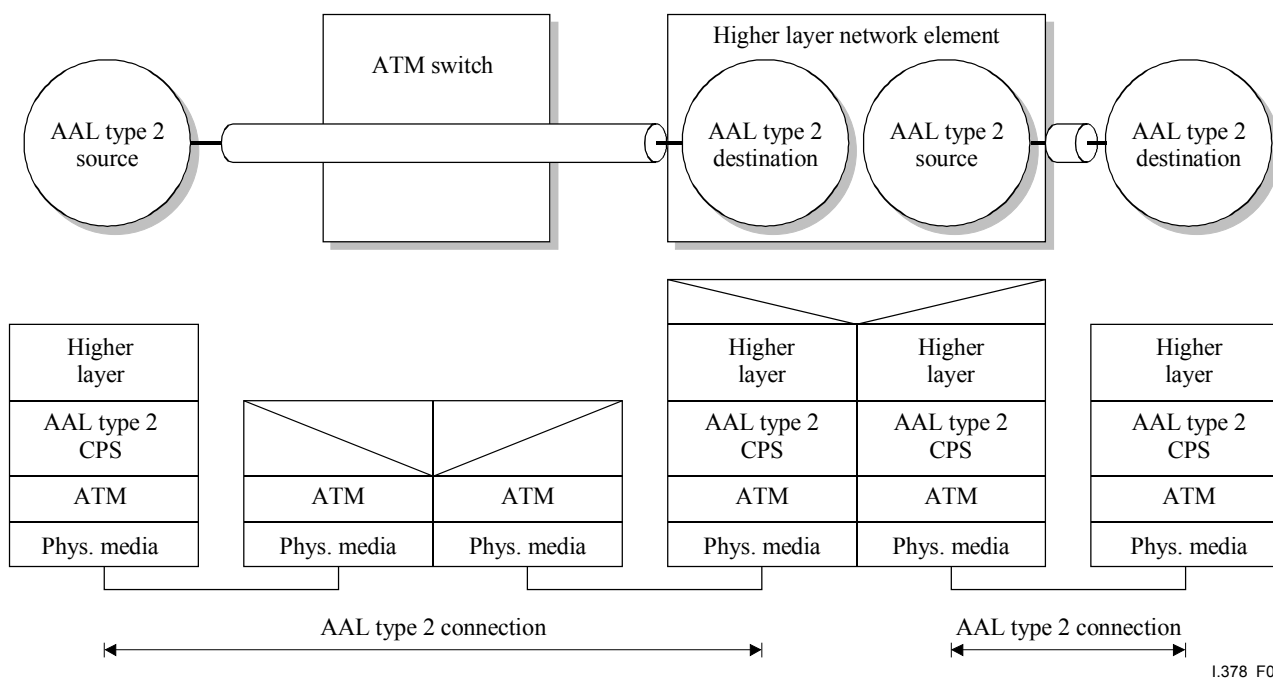 Higher layer network element
ATM switch
AAL type 2
source
AAL type 2
destination
AAL type 2
source
AAL type 2
destination
Higher
layer
Higher
layer
Higher
layer
Higher
layer
AAL type 2
CPS
AAL type 2
CPS
AAL type 2
CPS
AAL type 2
CPS
ATM
ATM
ATM
ATM
ATM
ATM
Phys. media
Phys. media
Phys. media
Phys. media
Phys. media
Phys. media
AAL type 2 connection
AAL type 2 connection
I.378_F0